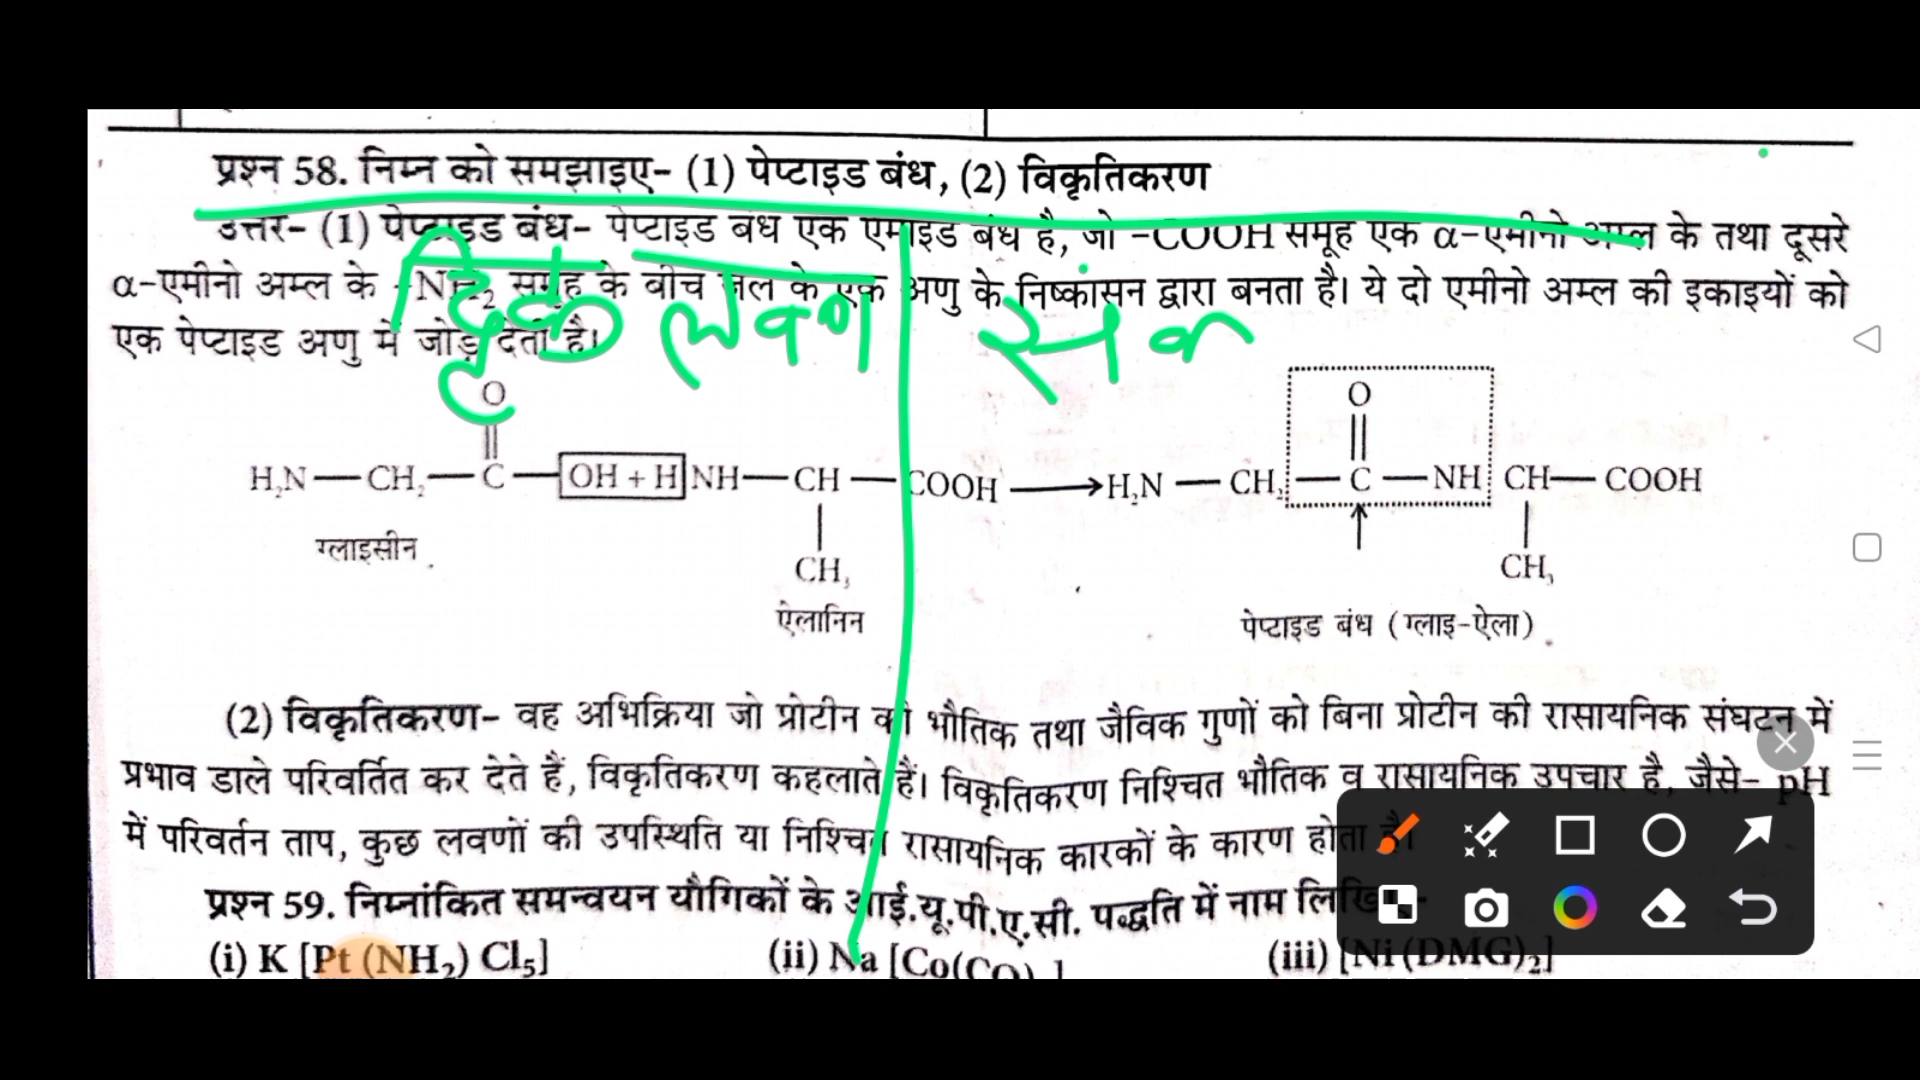 प्रश्न 58. निम्न को समझाइए- (1) पेप्टाइड बंध, (2) विकृतिकरण
उत्तर- (1) पेप्टाइड बंध- पेप्टाइड बंध एक एमाइड बंध है, जो -COOH समूह एक α-एमीनो अम्ल के तथा दूसरे
α-एमीनो अम्ल के -NH₂ समूह के बीच जल के एक अणु के निष्कासन द्वारा बनता है। ये दो एमीनो अम्ल की इकाइयों को
एक पेप्टाइड अणु में जोड़ देता है।
द्विक लवण
O O
H₂N — CH₂ — C — OH + H NH — CH — COOH → H₂N — CH₂ — C — NH CH — COOH
CH₃ CH₃
ग्लाइसीन
ऐलानिन पेप्टाइड बंध (ग्लाइ-ऐला)
(2) विकृतिकरण- वह अभिक्रिया जो प्रोटीन की भौतिक तथा जैविक गुणों को बिना प्रोटीन की रासायनिक संघटन में
प्रभाव डाले परिवर्तित कर देते हैं, विकृतिकरण कहलाते हैं। विकृतिकरण निश्चित भौतिक व रासायनिक उपचार है, जैसे- pH
में परिवर्तन ताप, कुछ लवणों की उपस्थिति या निश्चित रासायनिक कारकों के कारण होता है।
प्रश्न 59. निम्नांकित समन्वयन यौगिकों के आई.यू.पी.ए.सी. पद्धति में नाम
(i) K [Pt (NH₂) Cl₅] (ii) Na [Co(CO) ] (iii) [Ni (DMG)₂]